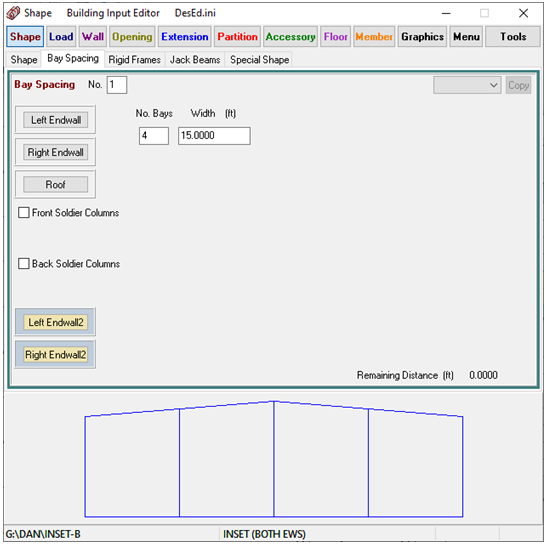 Shape Building Input Editor DesEd.ini
Shape Load Wall Opening Extension Partition Accessory Floor Member Graphics Menu Tools
Shape Bay Spacing Rigid Frames Jack Beams Special Shape
Bay Spacing No. 1 Copy
No. Bays Width (ft)
Left Endwall
4 15.0000
Right Endwall
Roof
Front Soldier Columns
Back Soldier Columns
Left Endwall2
Right Endwall2
Remaining Distance (ft) 0.0000
G:\DAN\INSET-B INSET (BOTH EWS)